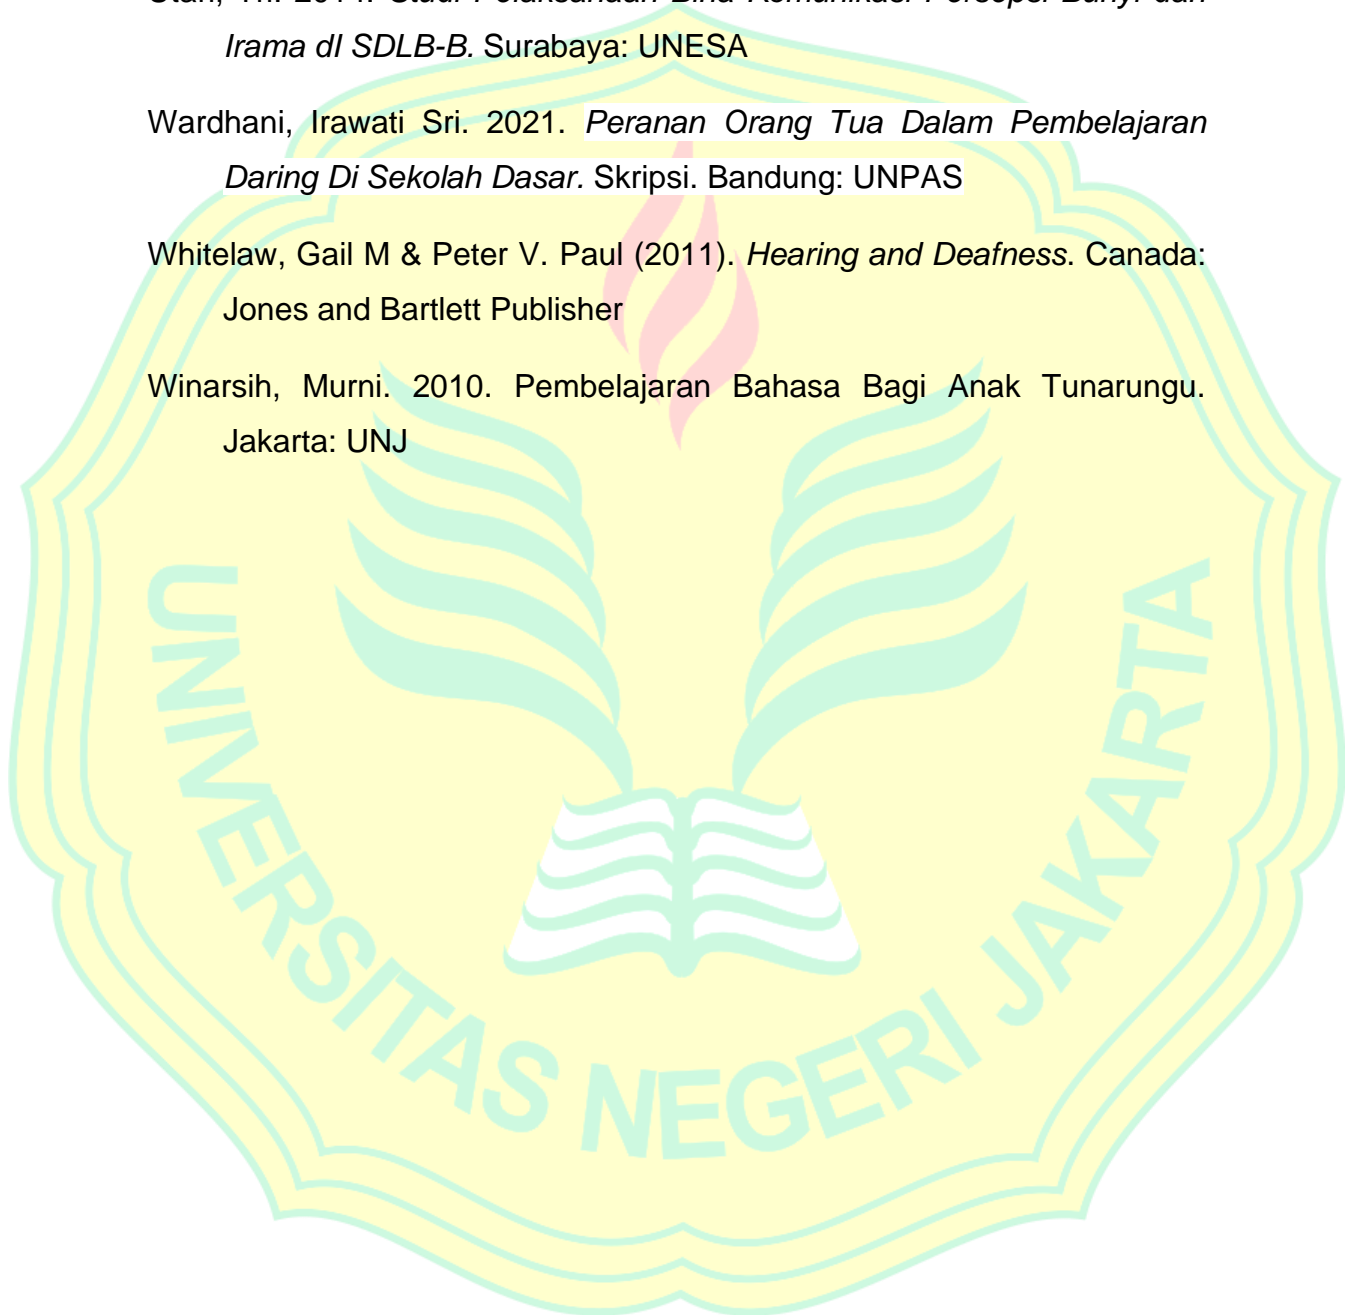 Irama dI SDLB-B. Surabaya: UNESA
Wardhani, Irawati Sri. 2021. Peranan Orang Tua Dalam Pembelajaran
Daring Di Sekolah Dasar. Skripsi. Bandung: UNPAS
Whitelaw, Gail M & Peter V. Paul (2011). Hearing and Deafness. Canada:
Jones and Bartlett Publisher
Winarsih, Murni. 2010. Pembelajaran Bahasa Bagi Anak Tunarungu.
Jakarta: UNJ
UNIVERSITAS NEGERI JAKARTA